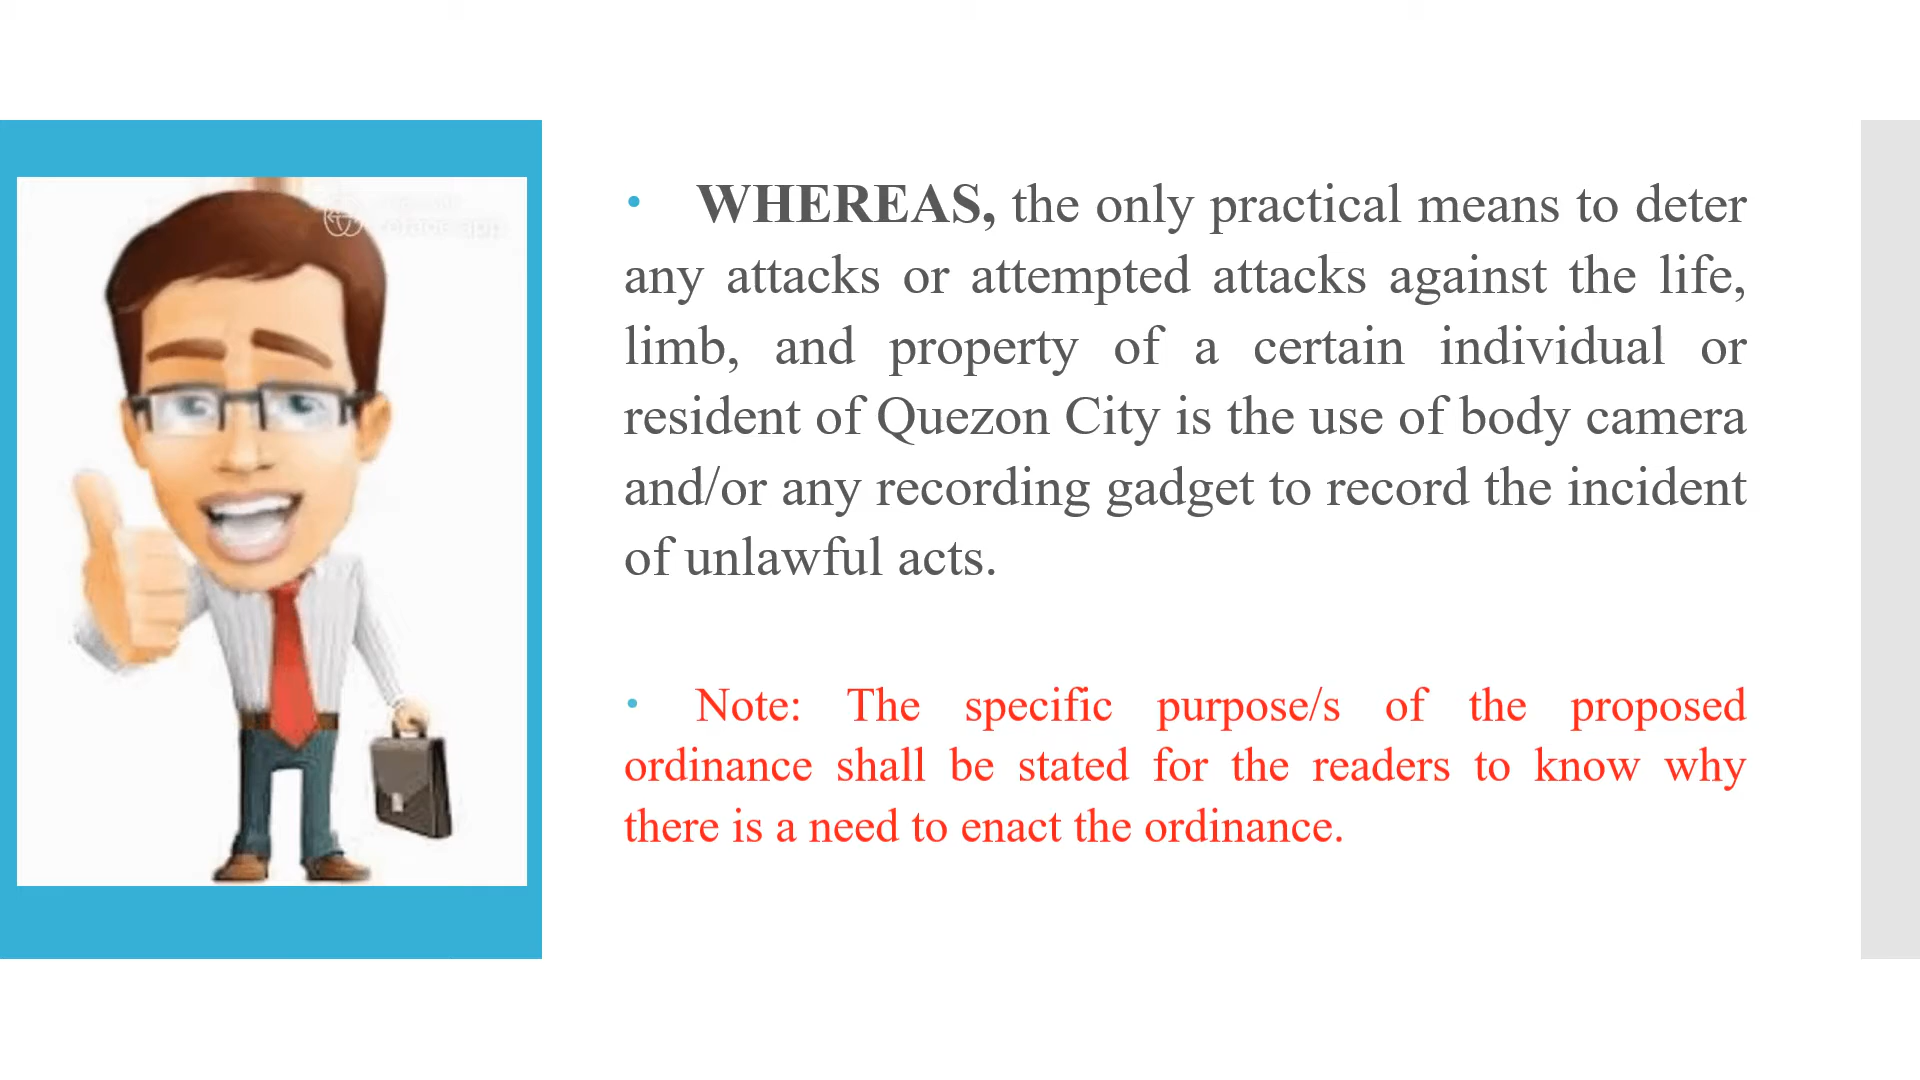 • WHEREAS, the only practical means to deter
any attacks or attempted attacks against the life,
limb, and property of a certain individual or
resident of Quezon City is the use of body camera
and/or any recording gadget to record the incident
of unlawful acts.
• Note: The specific purpose/s of the proposed
ordinance shall be stated for the readers to know why
there is a need to enact the ordinance.